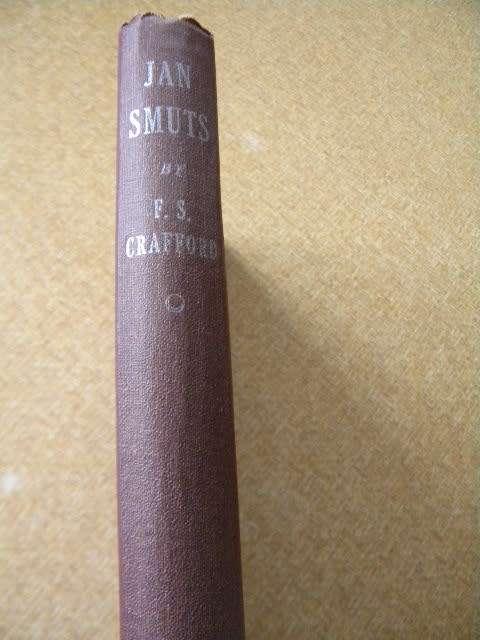 JAN
SMUTS
BY
F. S.
CRAFFORD